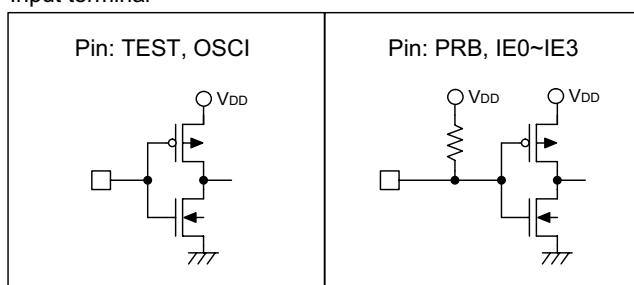 Input terminal
Pin: TEST, OSCI
Pin: PRB, IE0~IE3
VDD
VDD
VDD